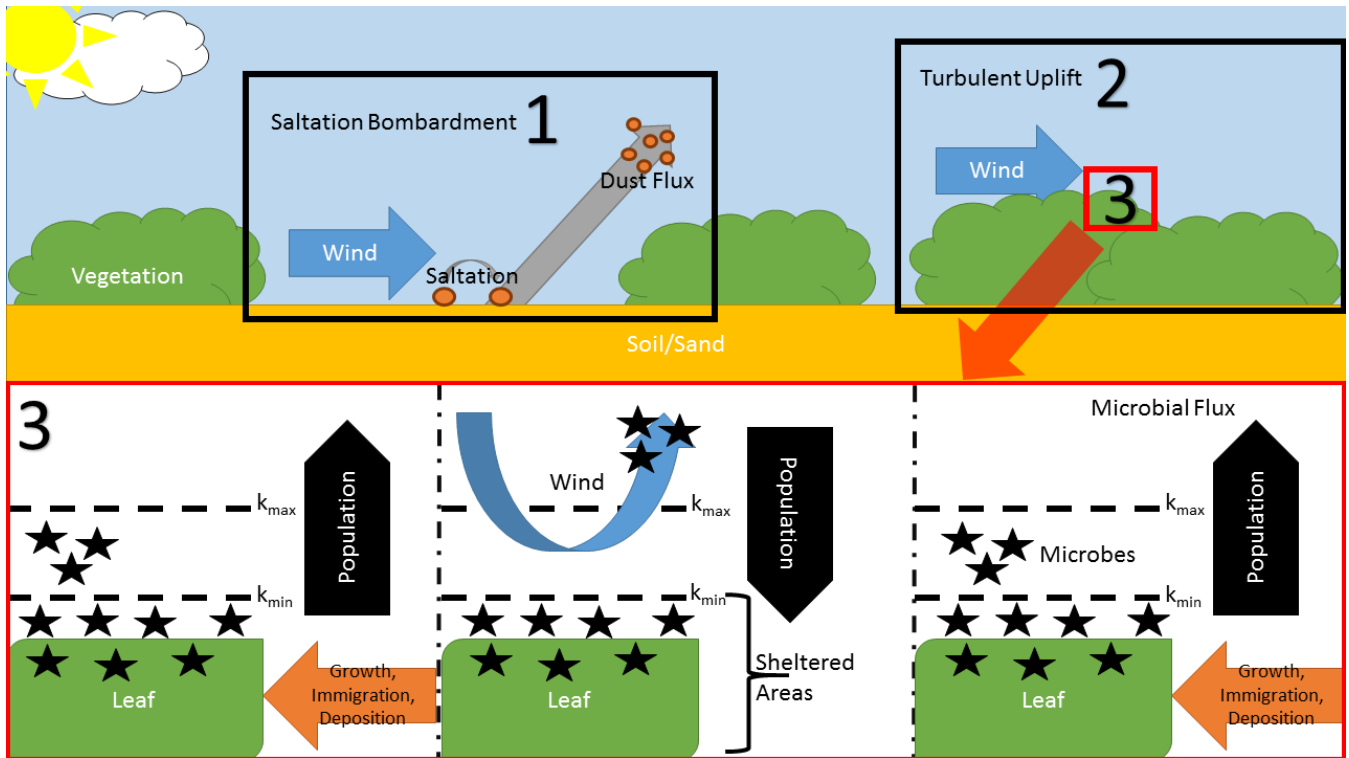 Saltation Bombardment
1
Dust Flux
Wind
Saltation
Vegetation
Turbulent Uplift
2
Wind
3
Soil/Sand
3
Population
kmax
kmin
Growth,
Immigration,
Deposition
Leaf
Wind
Population
kmax
kmin
Sheltered
Areas
Leaf
Microbial Flux
Population
kmax
Microbes
kmin
Growth,
Immigration,
Deposition
Leaf